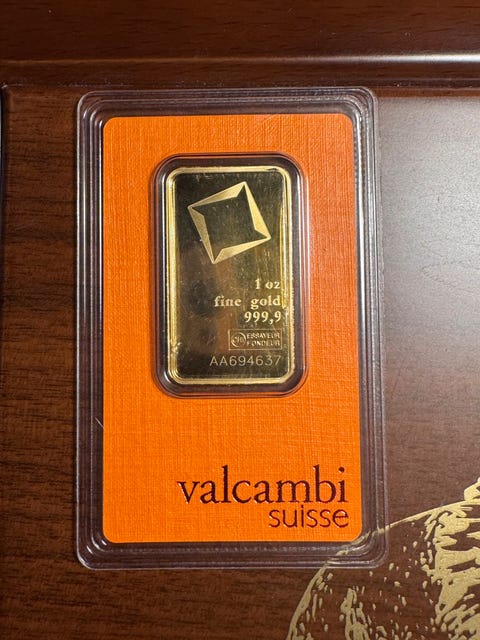 1 oz
fine gold
999,9
ESSAYEUR
FONDEUR
AA694637
valcambi
suisse